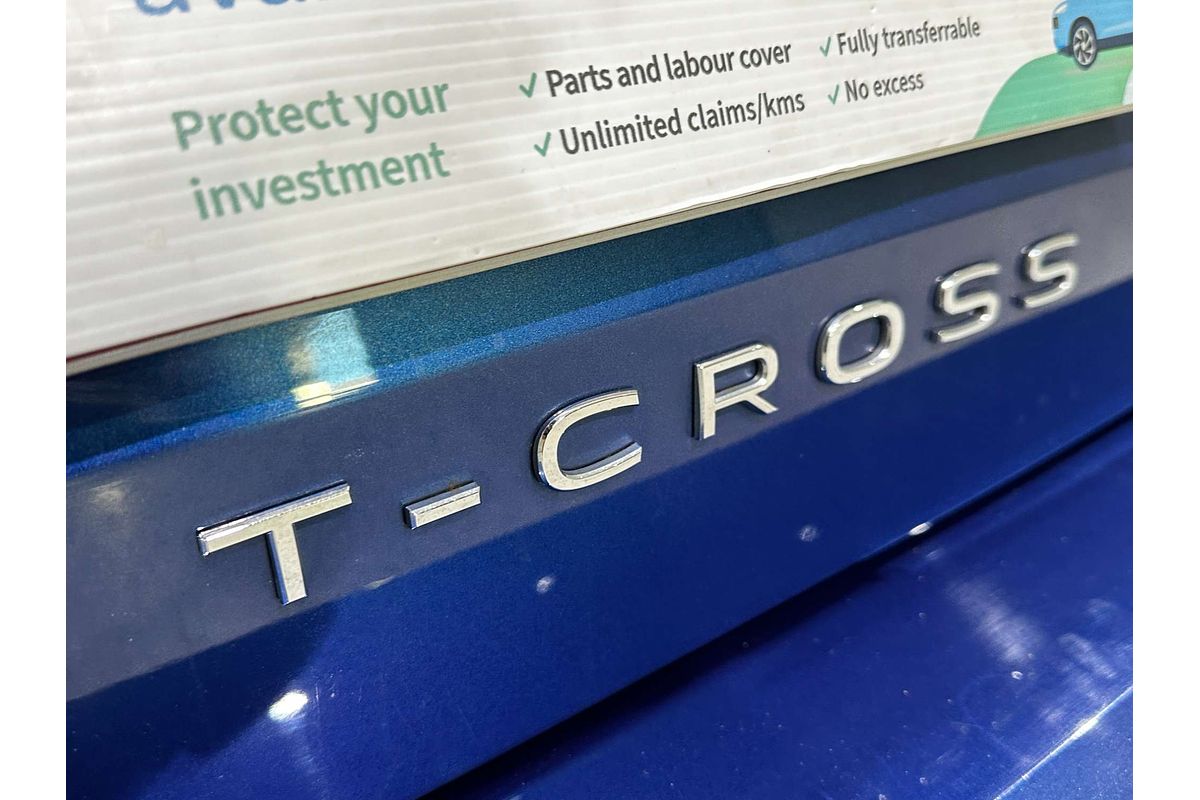 Protect your
investment
✓ Parts and labour cover
✓ Unlimited claims/kms
✓ Fully transferrable
✓ No excess
T-CROSS